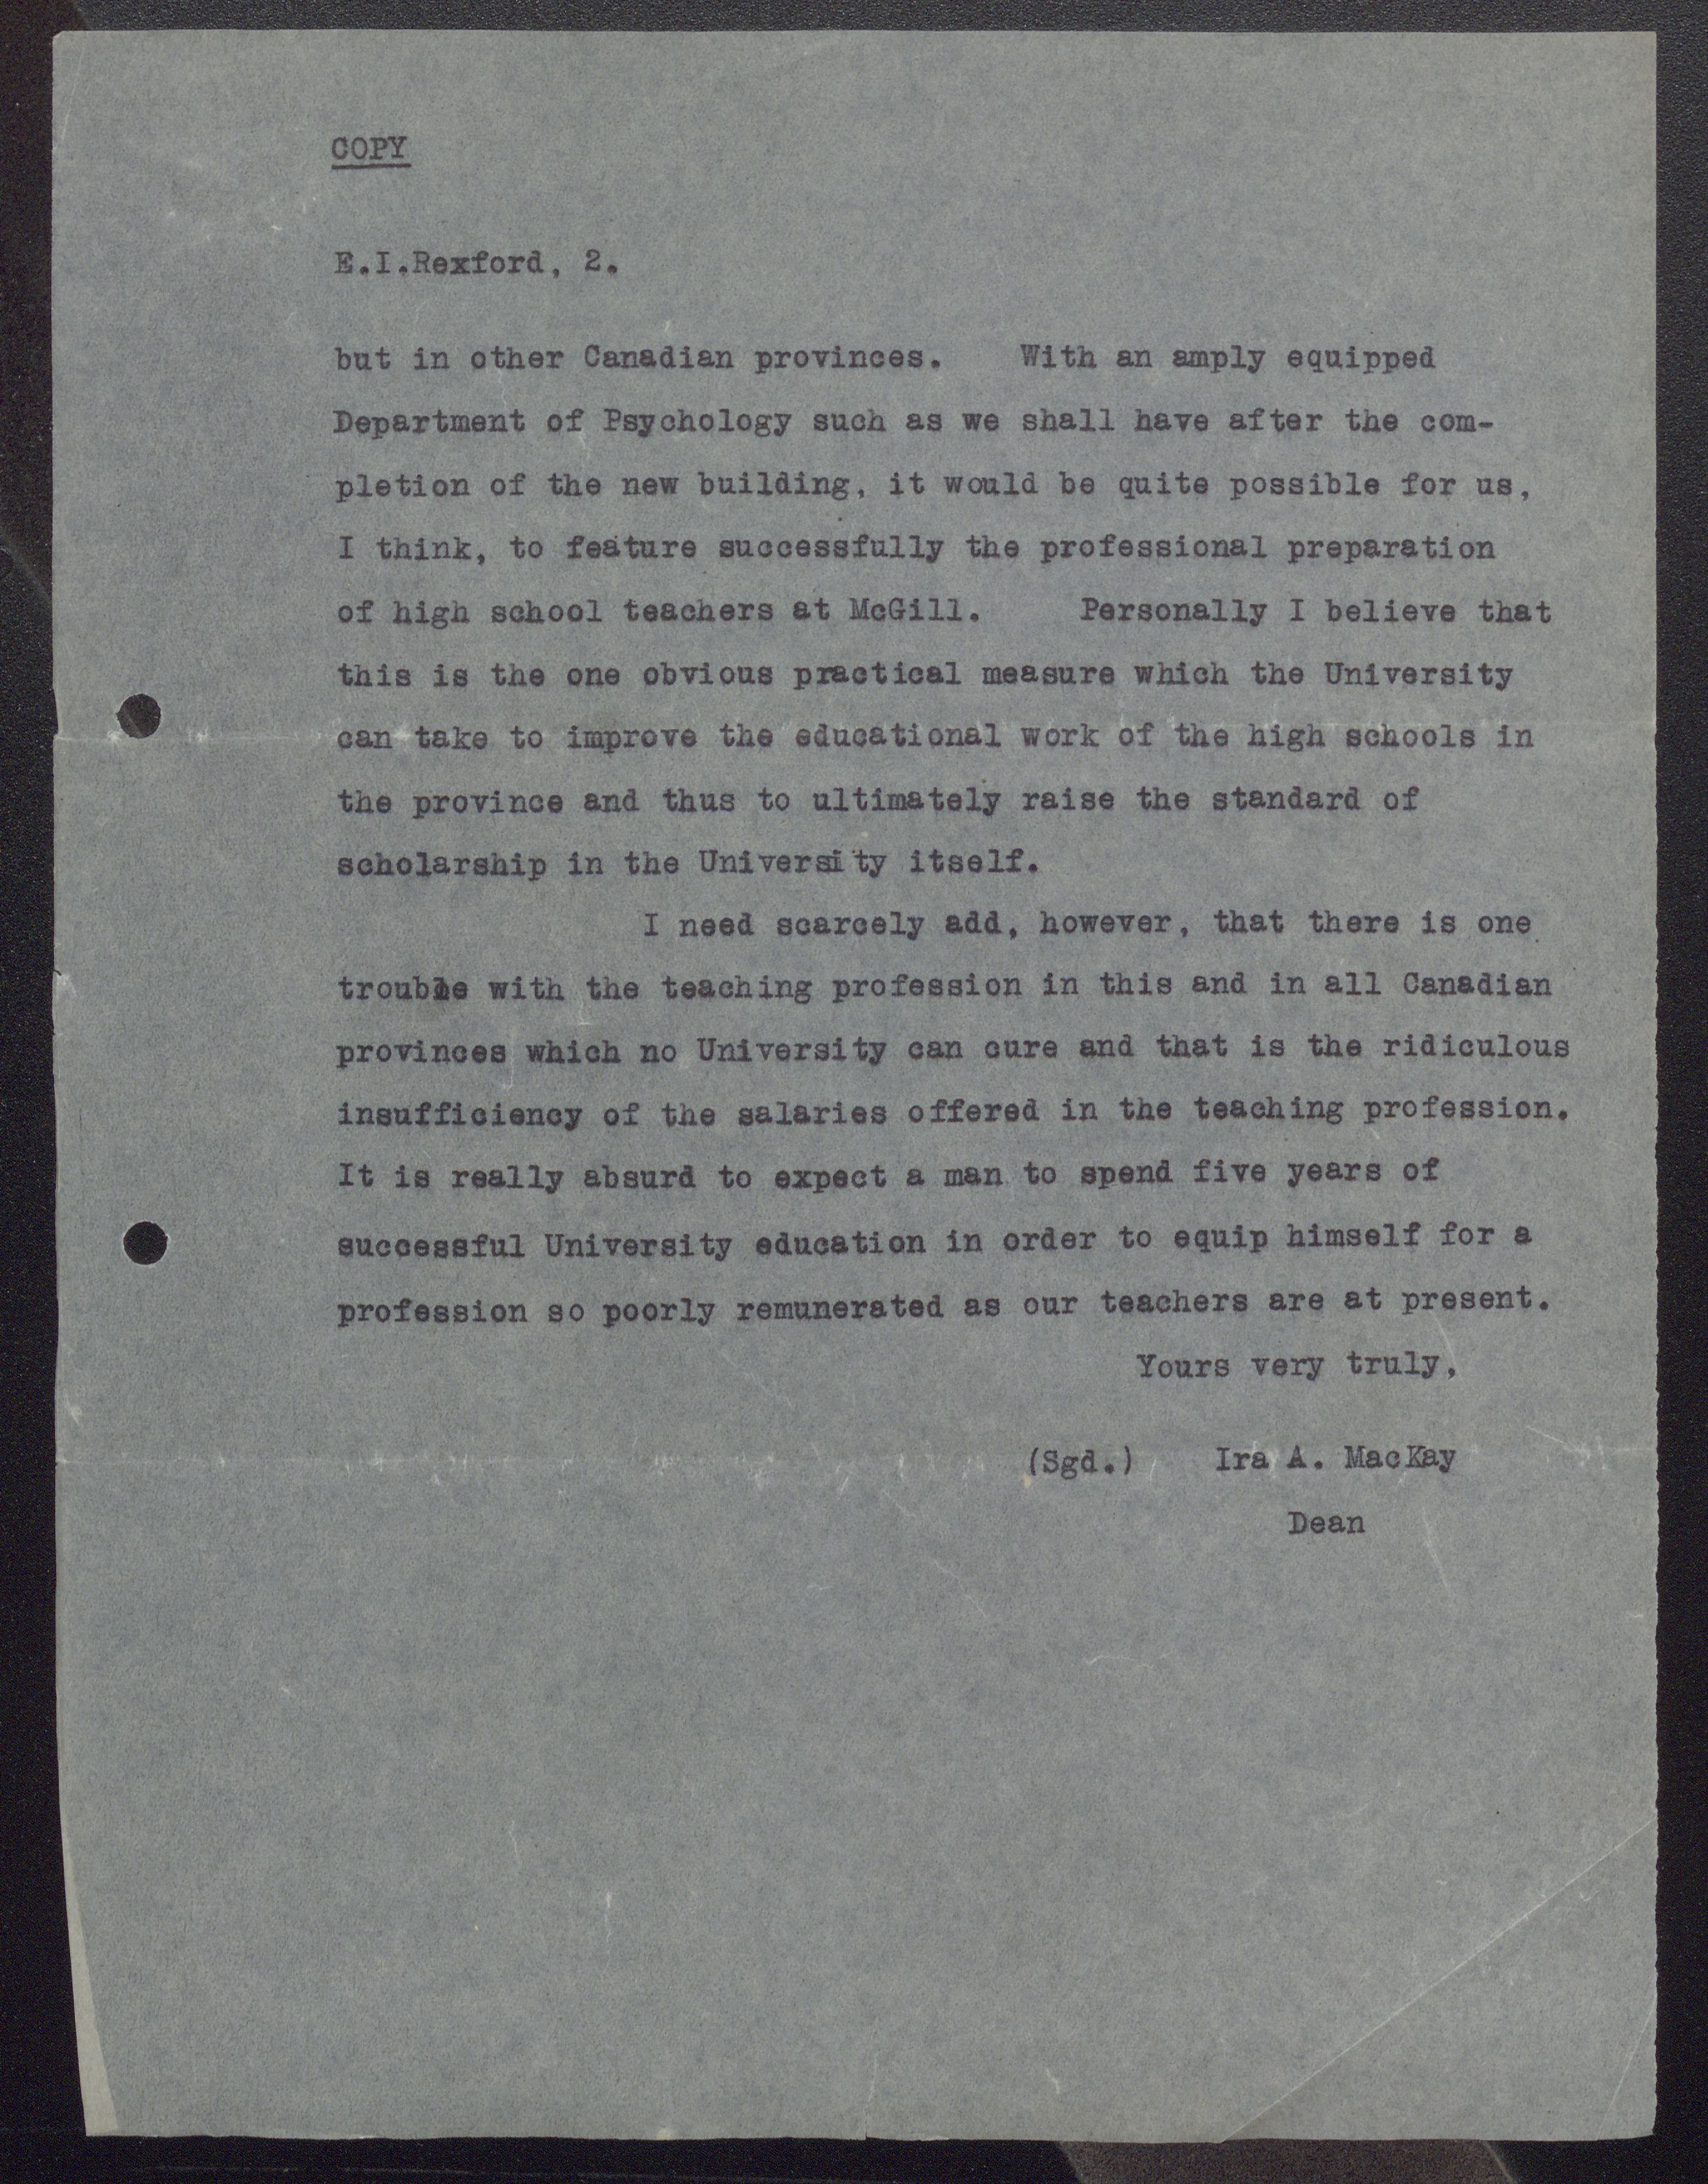 COPY
E.I.Rexford, 2.
but in other Canadian provinces. With an amply equipped
Department of Psychology such as we shall have after the com-
pletion of the new building, it would be quite possible for us,
I think, to feature successfully the professional preparation
of high school teachers at McGill. Personally I believe that
this is the one obvious practical measure which the University
can take to improve the educational work of the high schools in
the province and thus to ultimately raise the standard of
scholarship in the University itself.
I need scarcely add, however, that there is one
trouble with the teaching profession in this and in all Canadian
provinces which no University can cure and that is the ridiculous
insufficiency of the salaries offered in the teaching profession.
It is really absurd to expect a man to spend five years of
successful University education in order to equip himself for a
profession so poorly remunerated as our teachers are at present.
Yours very truly,
(Sgd.) Ira A. MacKay
Dean